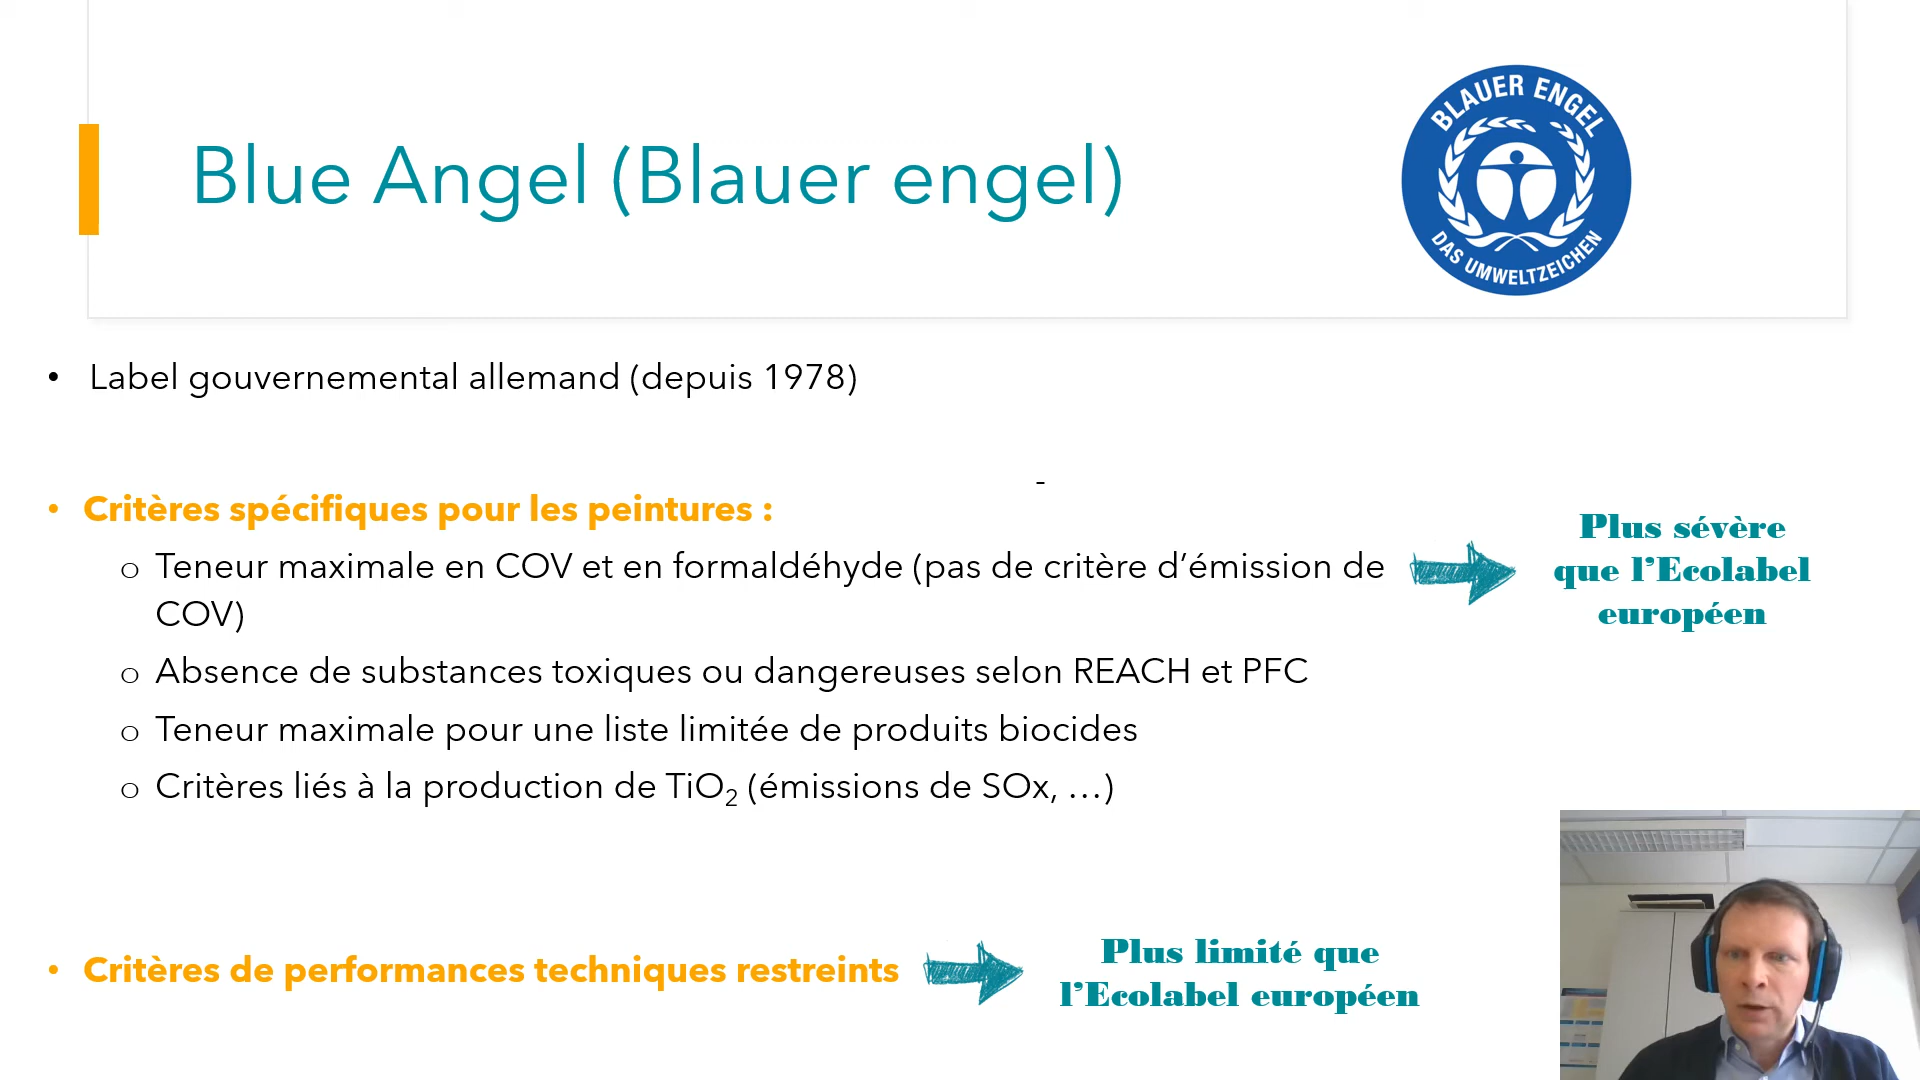 Blue Angel (Blauer engel)
BLAUER ENGEL
DAS UMWELTZEICHEN
• Label gouvernemental allemand (depuis 1978)
-
• Critères spécifiques pour les peintures :
o Teneur maximale en COV et en formaldéhyde (pas de critère d’émission de
COV)
Plus sévère
que l’Ecolabel
européen
o Absence de substances toxiques ou dangereuses selon REACH et PFC
o Teneur maximale pour une liste limitée de produits biocides
o Critères liés à la production de TiO₂ (émissions de SOx, …)
• Critères de performances techniques restreints
Plus limité que
l’Ecolabel européen